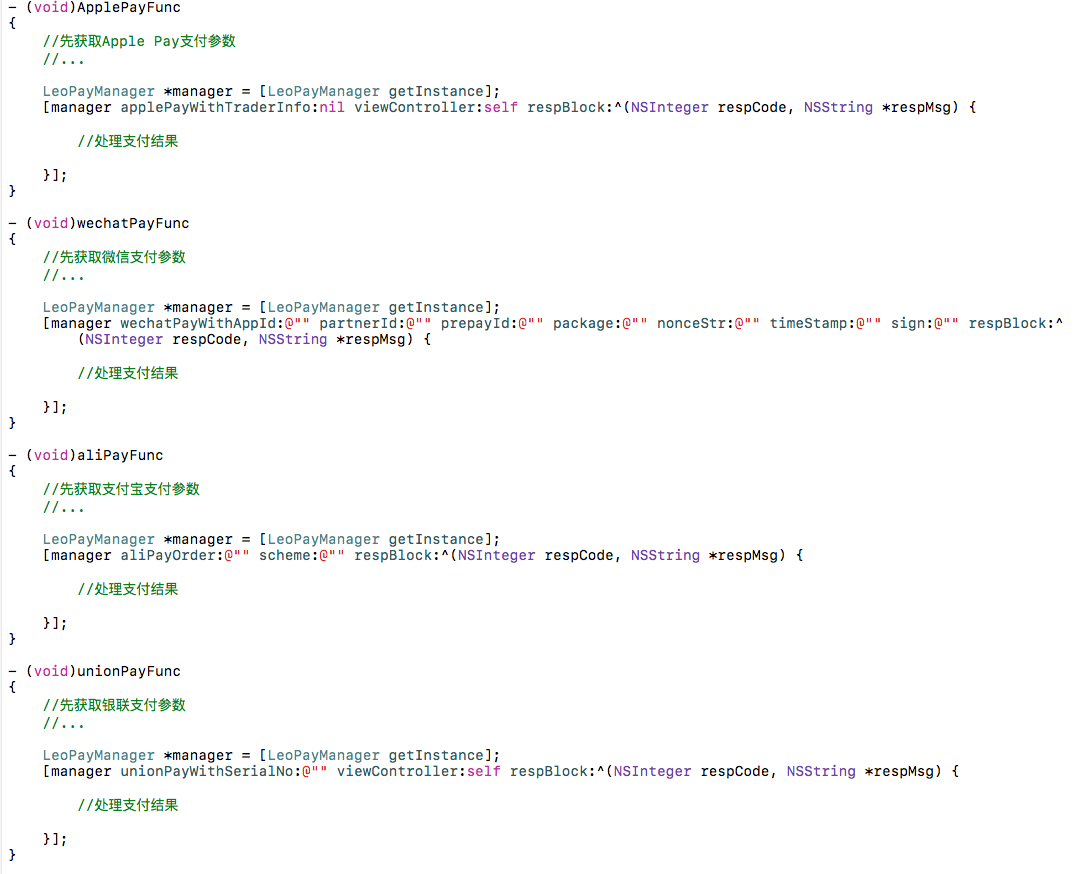 - (void)ApplePayFunc
{
    //先获取Apple Pay支付参数
    //...
    LeoPayManager *manager = [LeoPayManager getInstance];
    [manager applePayWithTraderInfo:nil viewController:self respBlock:^(NSInteger respCode, NSString *respMsg) {
        //处理支付结果
    }];
}
- (void)wechatPayFunc
{
    //先获取微信支付参数
    //...
    LeoPayManager *manager = [LeoPayManager getInstance];
    [manager wechatPayWithAppId:@"" partnerId:@"" prepayId:@"" package:@"" nonceStr:@"" timeStamp:@"" sign:@"" respBlock:^
        (NSInteger respCode, NSString *respMsg) {
        //处理支付结果
    }];
}
- (void)aliPayFunc
{
    //先获取支付宝支付参数
    //...
    LeoPayManager *manager = [LeoPayManager getInstance];
    [manager aliPayOrder:@"" scheme:@"" respBlock:^(NSInteger respCode, NSString *respMsg) {
        //处理支付结果
    }];
}
- (void)unionPayFunc
{
    //先获取银联支付参数
    //...
    LeoPayManager *manager = [LeoPayManager getInstance];
    [manager unionPayWithSerialNo:@"" viewController:self respBlock:^(NSInteger respCode, NSString *respMsg) {
        //处理支付结果
    }];
}